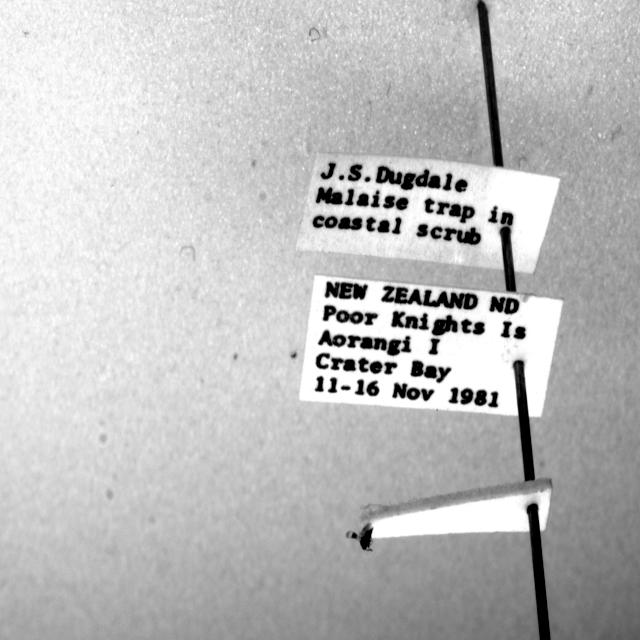 J.S.Dugdale
Malaise trap in
coastal scrub
NEW ZEALAND ND
Poor Knights Is
Aorangi I
Crater Bay
11-16 Nov 1981